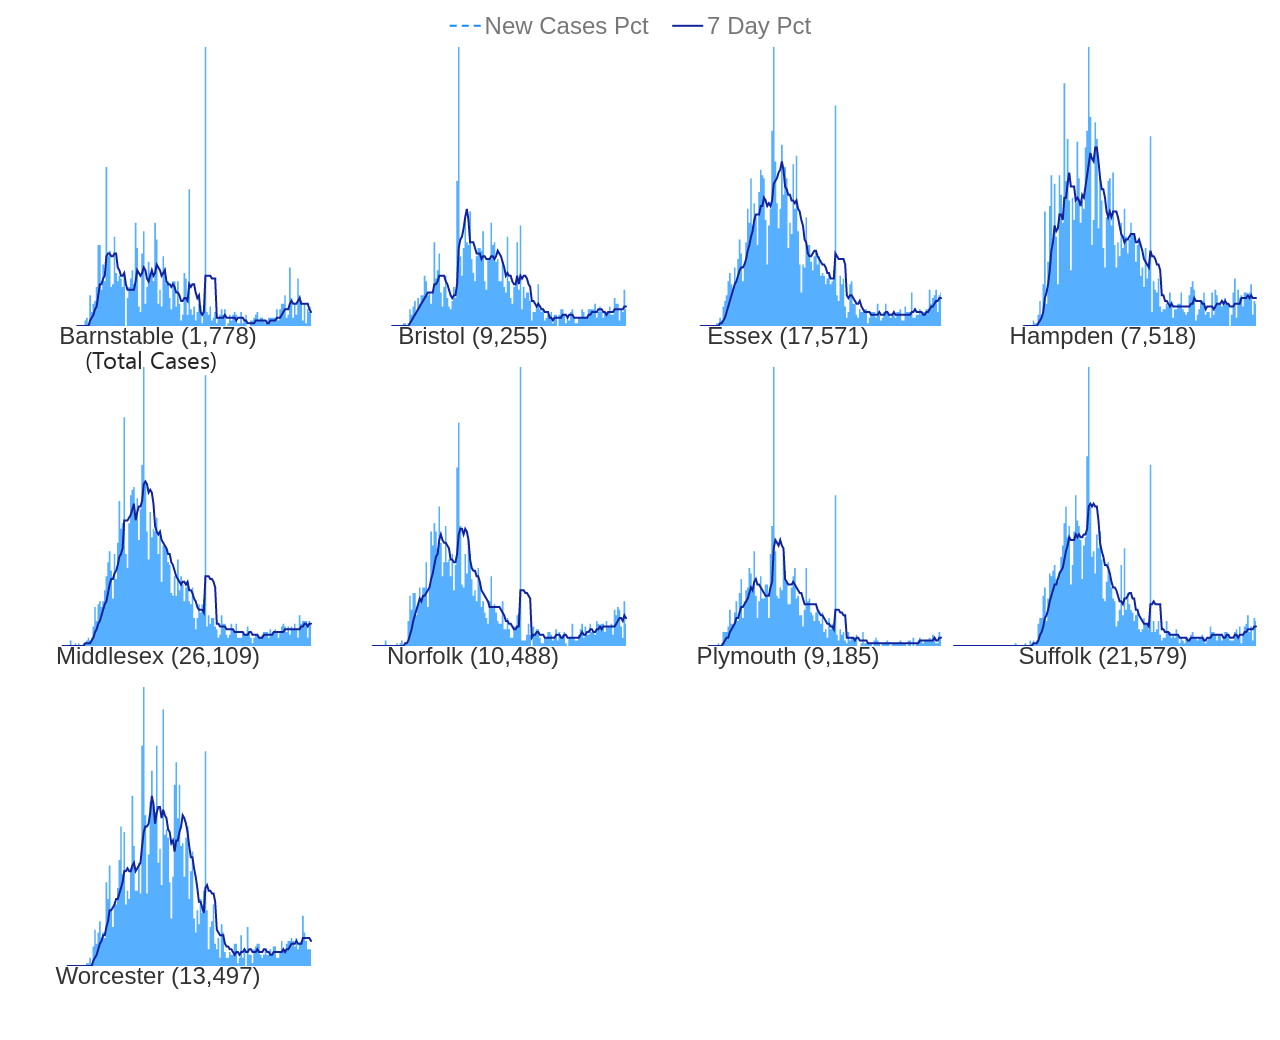 New Cases Pct 7 Day Pct
Barnstable (1,778) Bristol (9,255) Essex (17,571) Hampden (7,518)
(Total Cases)
Middlesex (26,109) Norfolk (10,488) Plymouth (9,185) Suffolk (21,579)
Worcester (13,497)